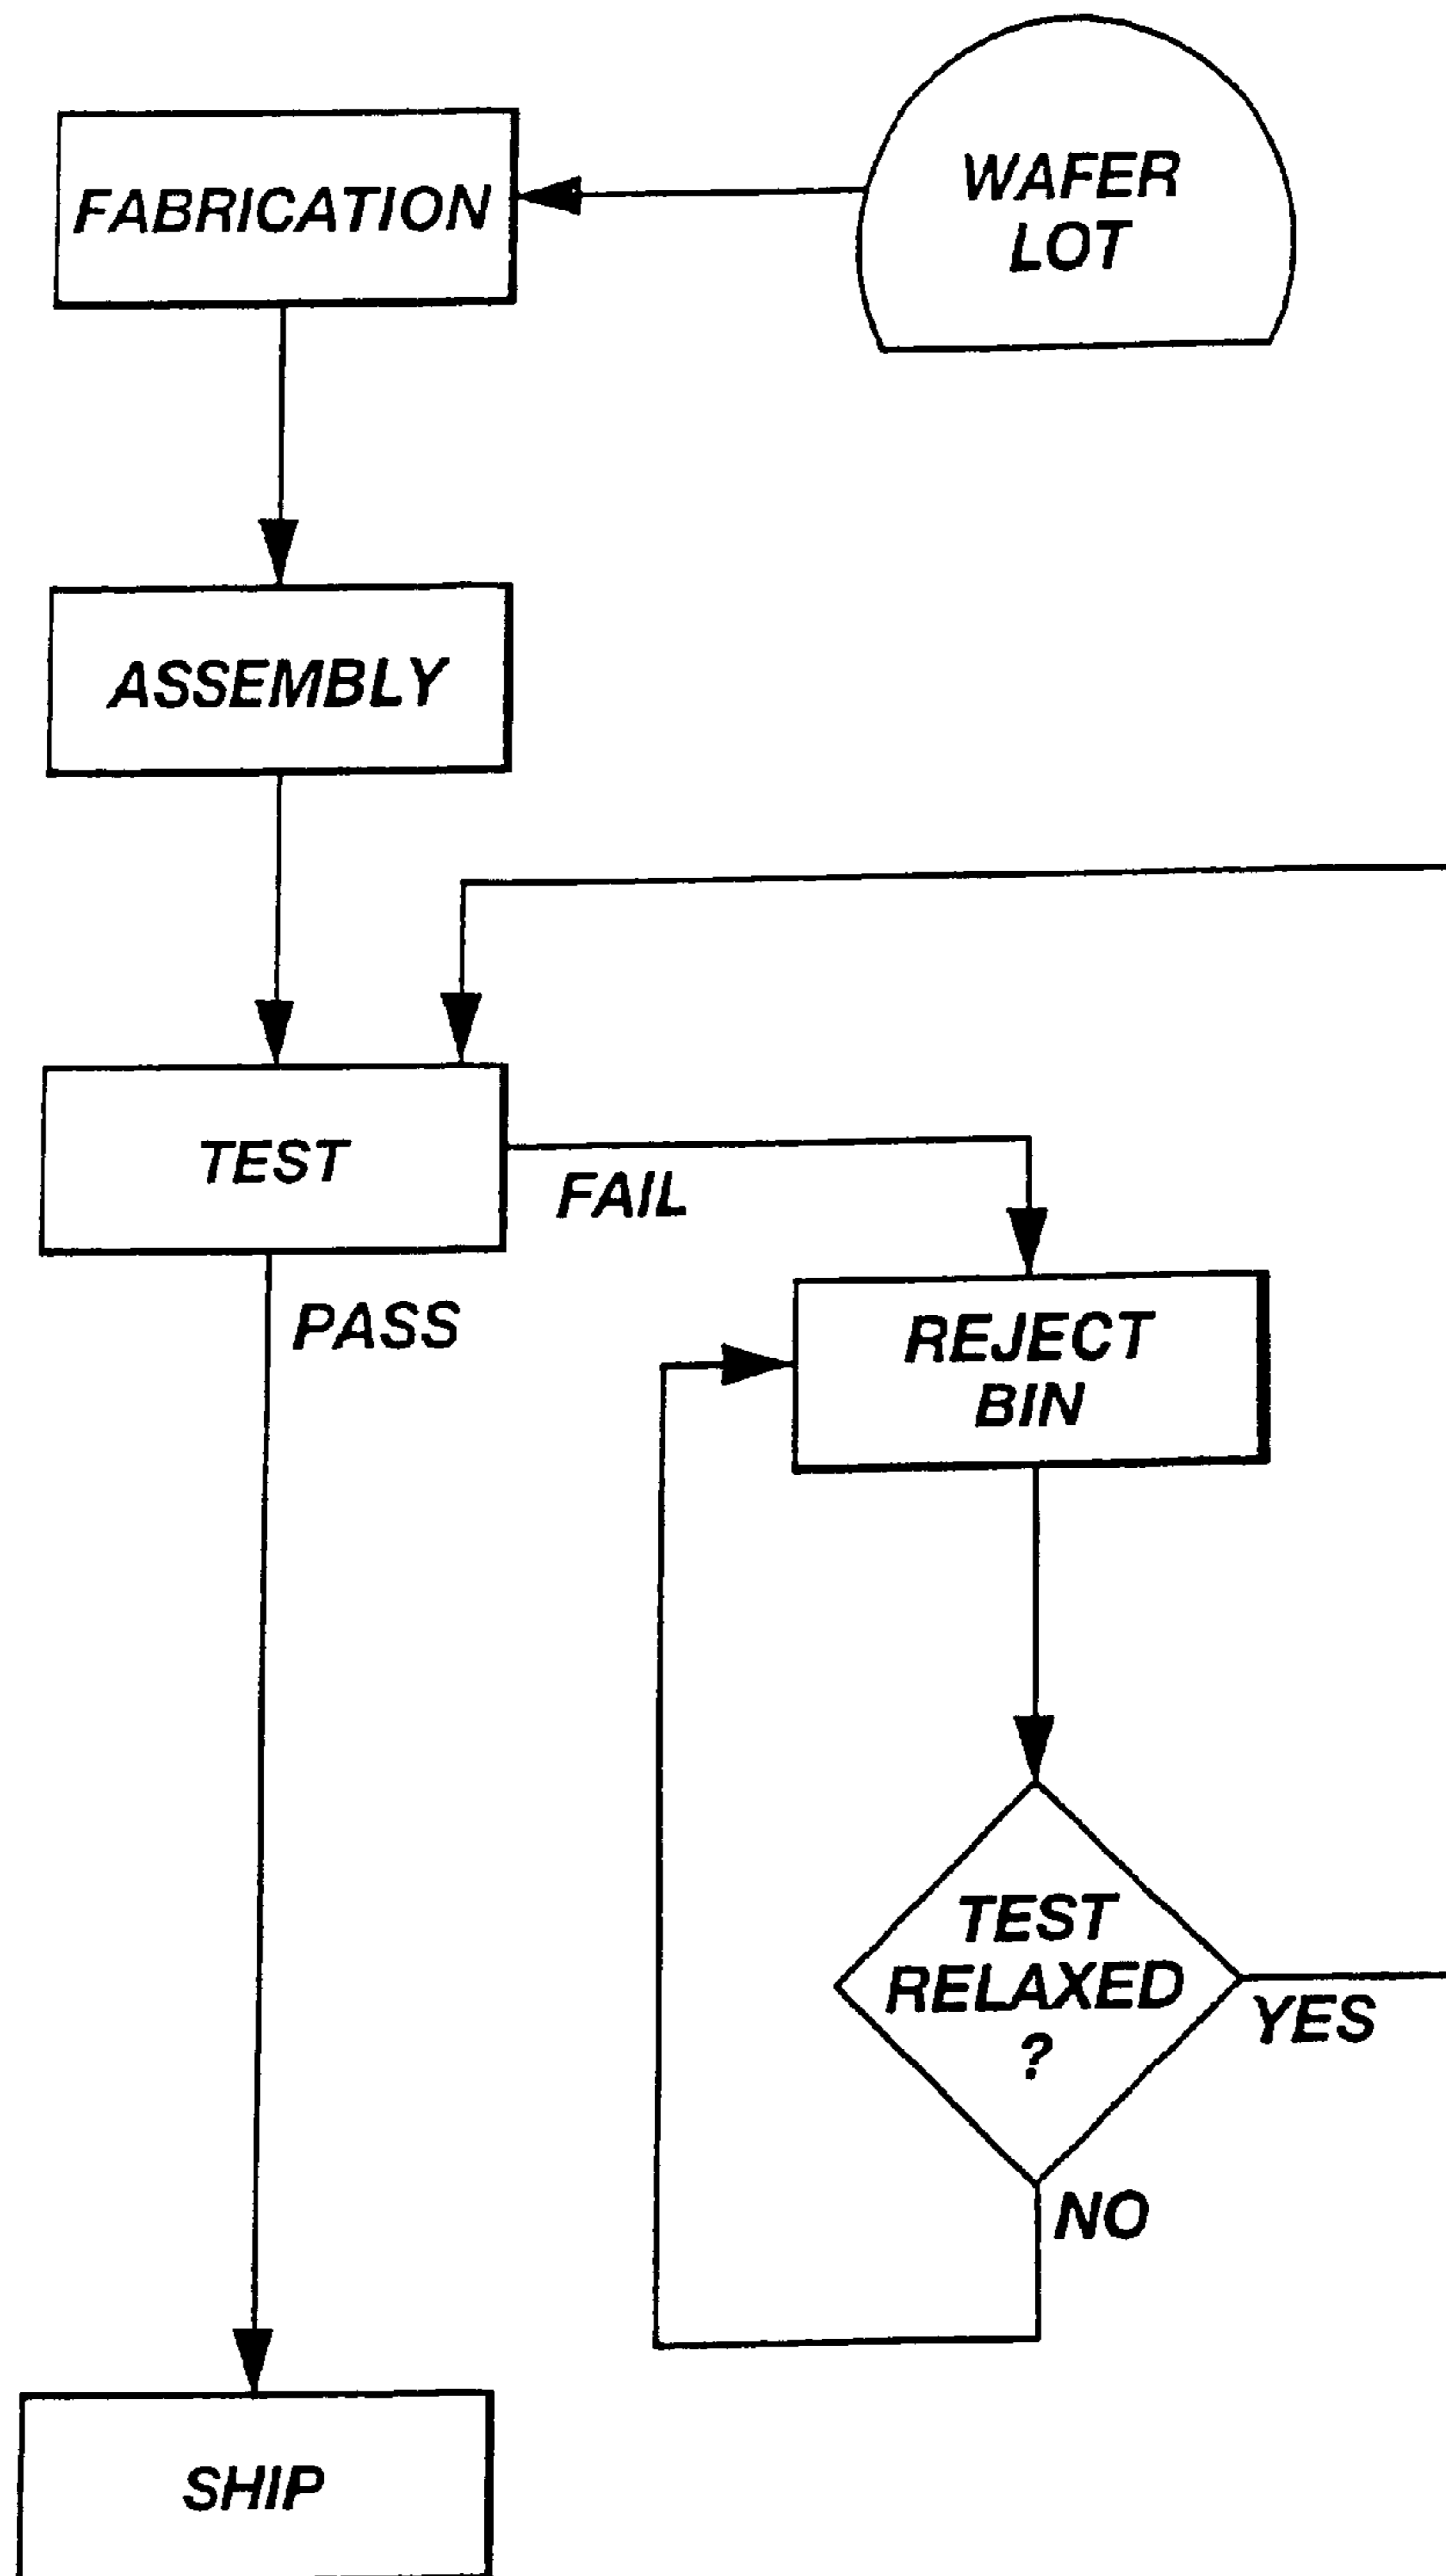 WAFER
LOT
FABRICATION
ASSEMBLY
TEST
FAIL
PASS
REJECT
BIN
TEST
RELAXED
?
YES
NO
SHIP